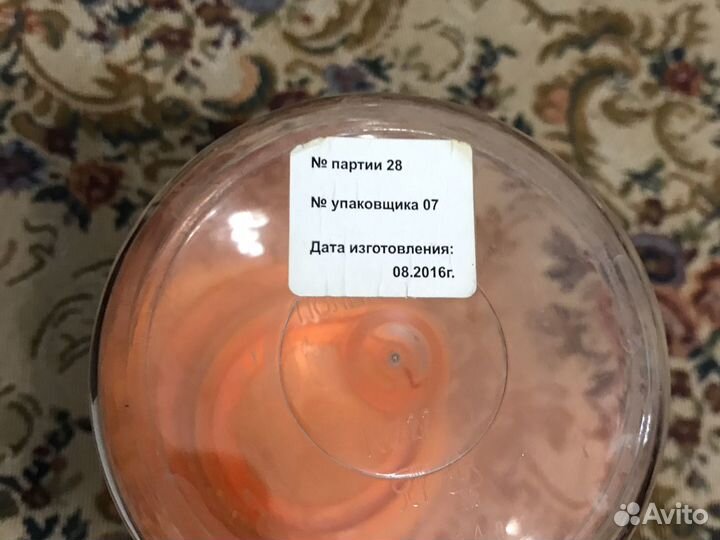 № партии 28
№ упаковщика 07
Дата изготовления:
08.2016г.
Avito